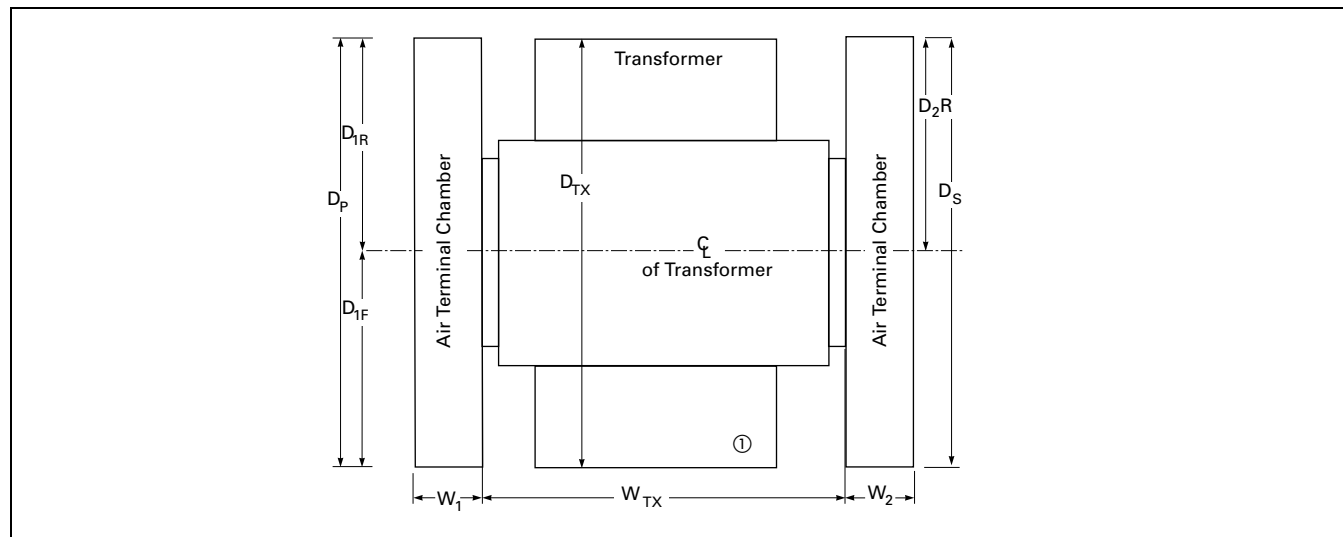 Transformer
D1R
D2R
Air Terminal Chamber
Air Terminal Chamber
DTX
DP
DS
CL
of Transformer
D1F
①
W1
WTX
W2